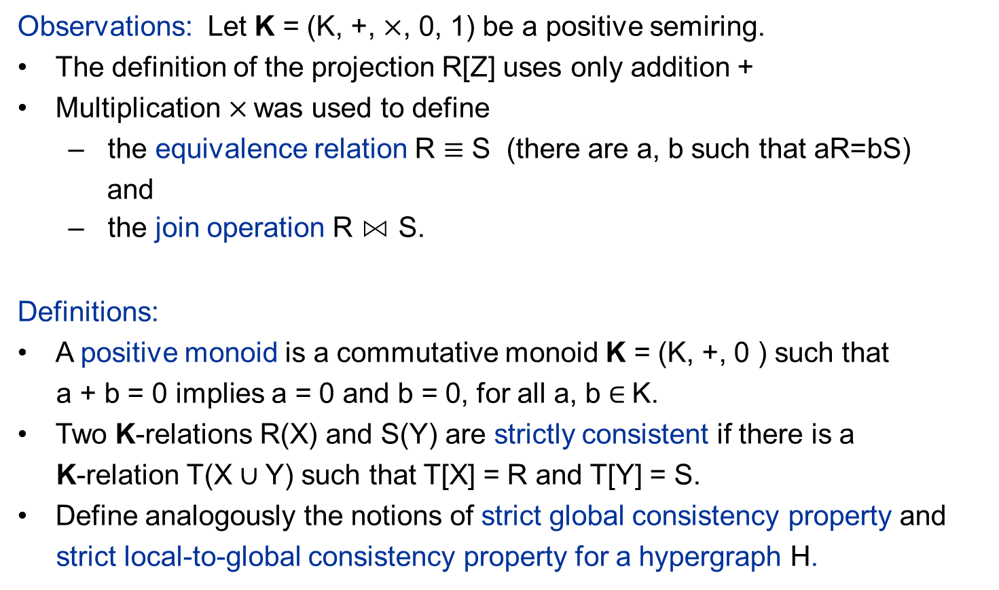 Observations: Let K = (K, +, ×, 0, 1) be a positive semiring.
• The definition of the projection R[Z] uses only addition +
• Multiplication × was used to define
– the equivalence relation R ≡ S (there are a, b such that aR=bS)
and
– the join operation R ⋈ S.
Definitions:
• A positive monoid is a commutative monoid K = (K, +, 0 ) such that
a + b = 0 implies a = 0 and b = 0, for all a, b ∈ K.
• Two K-relations R(X) and S(Y) are strictly consistent if there is a
K-relation T(X ∪ Y) such that T[X] = R and T[Y] = S.
• Define analogously the notions of strict global consistency property and
strict local-to-global consistency property for a hypergraph H.